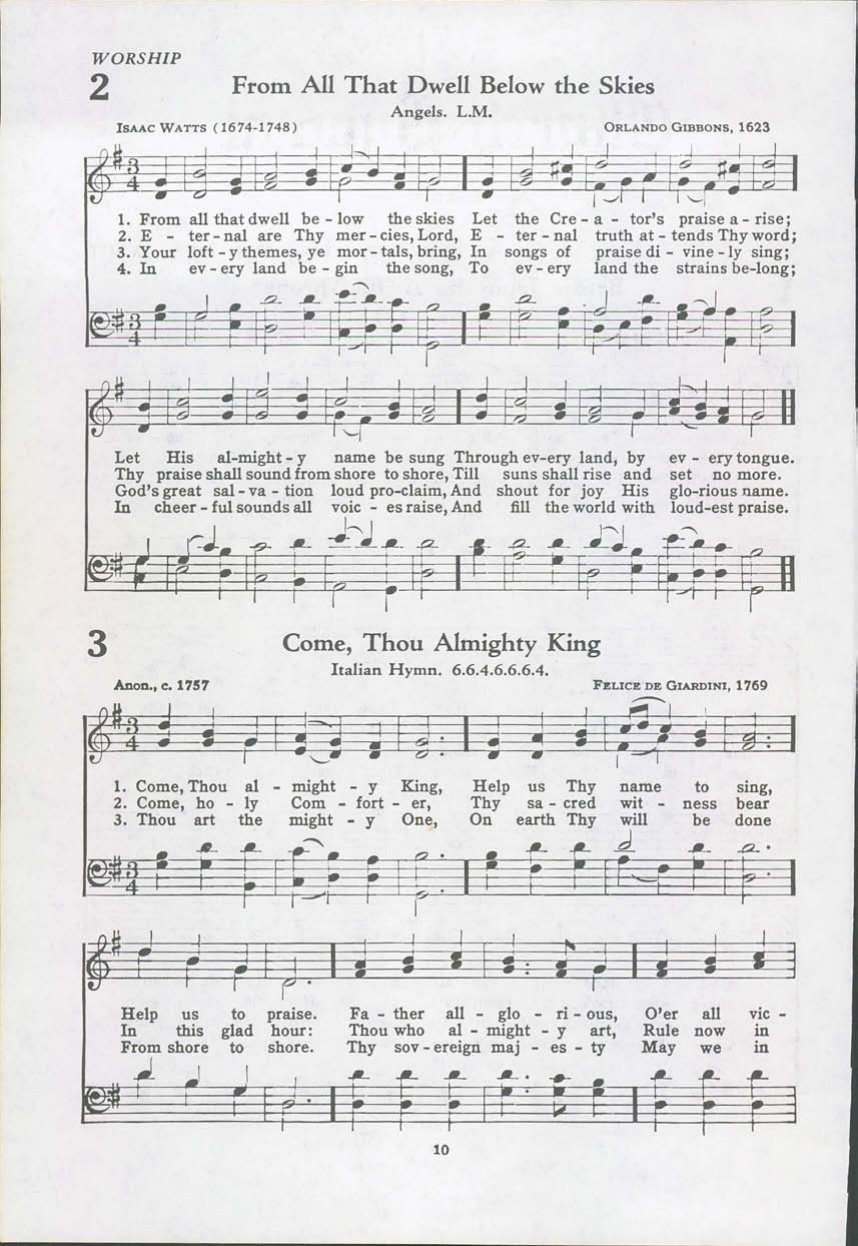 WORSHIP
2 From All That Dwell Below the Skies
Angels. L.M.
ISAAC WATTS (1674-1748) ORLANDO GIBBONS, 1623
3 4
1. From all that dwell be - low the skies Let the Cre - a - tor's praise a - rise;
2. E - ter - nal are Thy mer - cies, Lord, E - ter - nal truth at - tends Thy word;
3. Your loft - y themes, ye mor - tals, bring, In songs of praise di - vine - ly sing;
4. In ev - ery land be - gin the song, To ev - ery land the strains be-long;
3 4
Let His al-might - y name be sung Through ev-ery land, by ev - ery tongue.
Thy praise shall sound from shore to shore, Till suns shall rise and set no more.
God's great sal - va - tion loud pro-claim, And shout for joy His glo-rious name.
In cheer - ful sounds all voic - es raise, And fill the world with loud-est praise.
3 Come, Thou Almighty King
Italian Hymn. 6.6.4.6.6.6.4.
Anon., c. 1757 FELICE DE GIARDINI, 1769
3 4
1. Come, Thou al - might - y King, Help us Thy name to sing,
2. Come, ho - ly Com - fort - er, Thy sa - cred wit - ness bear
3. Thou art the might - y One, On earth Thy will be done
3 4
Help us to praise. Fa - ther all - glo - ri - ous, O'er all vic -
In this glad hour: Thou who al - might - y art, Rule now in
From shore to shore. Thy sov - ereign maj - es - ty May we in
10